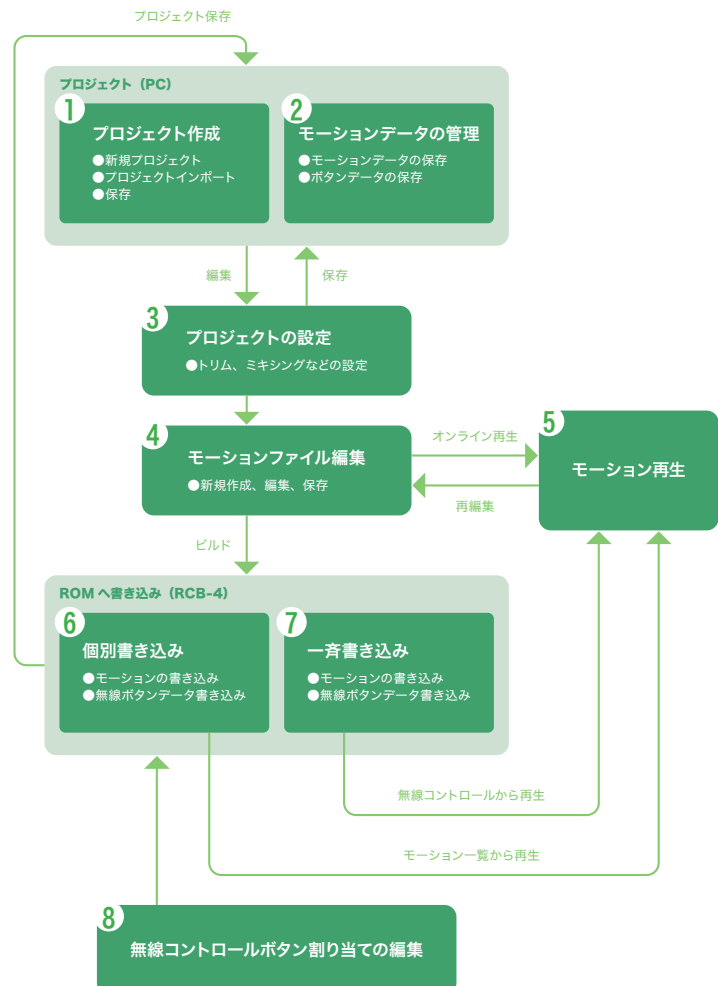 プロジェクト保存
プロジェクト（PC）
1
プロジェクト作成
●新規プロジェクト
●プロジェクトインポート
●保存
2
モーションデータの管理
●モーションデータの保存
●ボタンデータの保存
編集
保存
3
プロジェクトの設定
●トリム、ミキシングなどの設定
4
モーションファイル編集
●新規作成、編集、保存
オンライン再生
再編集
5
モーション再生
ビルド
ROM へ書き込み（RCB-4）
6
個別書き込み
●モーションの書き込み
●無線ボタンデータ書き込み
7
一斉書き込み
●モーションの書き込み
●無線ボタンデータ書き込み
無線コントロールから再生
モーション一覧から再生
8
無線コントロールボタン割り当ての編集